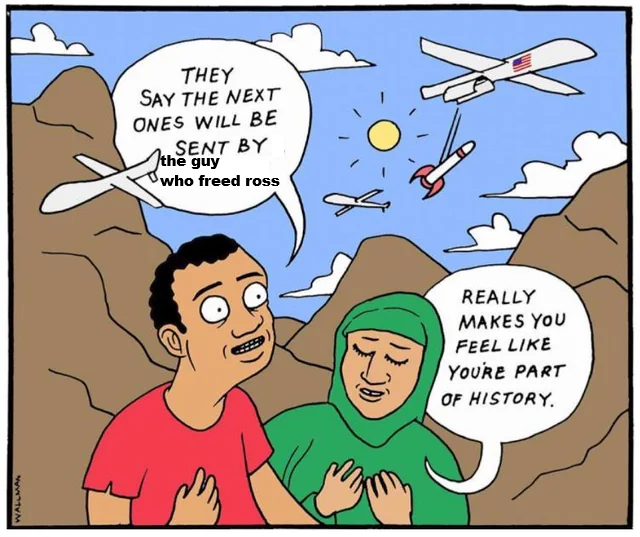 THEY
SAY THE NEXT
ONES WILL BE
SENT BY
the guy
who freed ross
REALLY
MAKES YOU
FEEL LIKE
YOU'RE PART
OF HISTORY.
WALLMAN